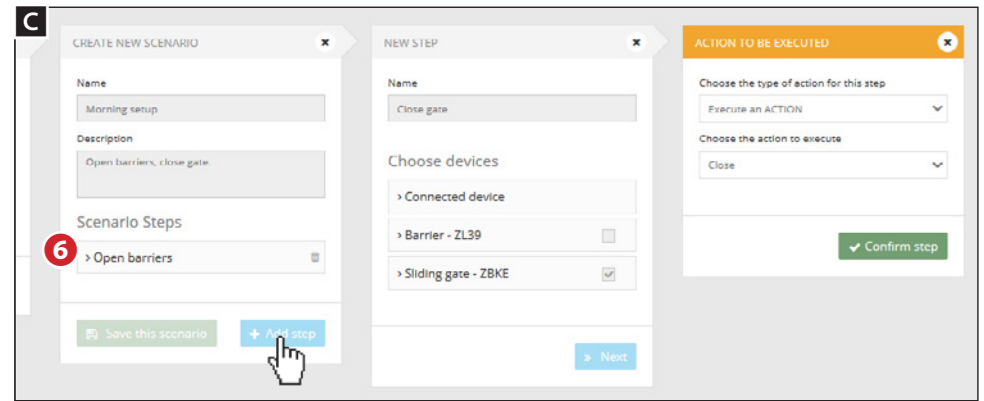 C
CREATE NEW SCENARIO
Name
Morning setup
Description
Open barriers, close gate.
Scenario Steps
6
> Open barriers
Save this scenario
+ Add step
NEW STEP
Name
Close gate
Choose devices
> Connected device
> Barrier - ZL39
> Sliding gate - ZBKE
» Next
ACTION TO BE EXECUTED
Choose the type of action for this step
Execute an ACTION
Choose the action to execute
Close
Confirm step